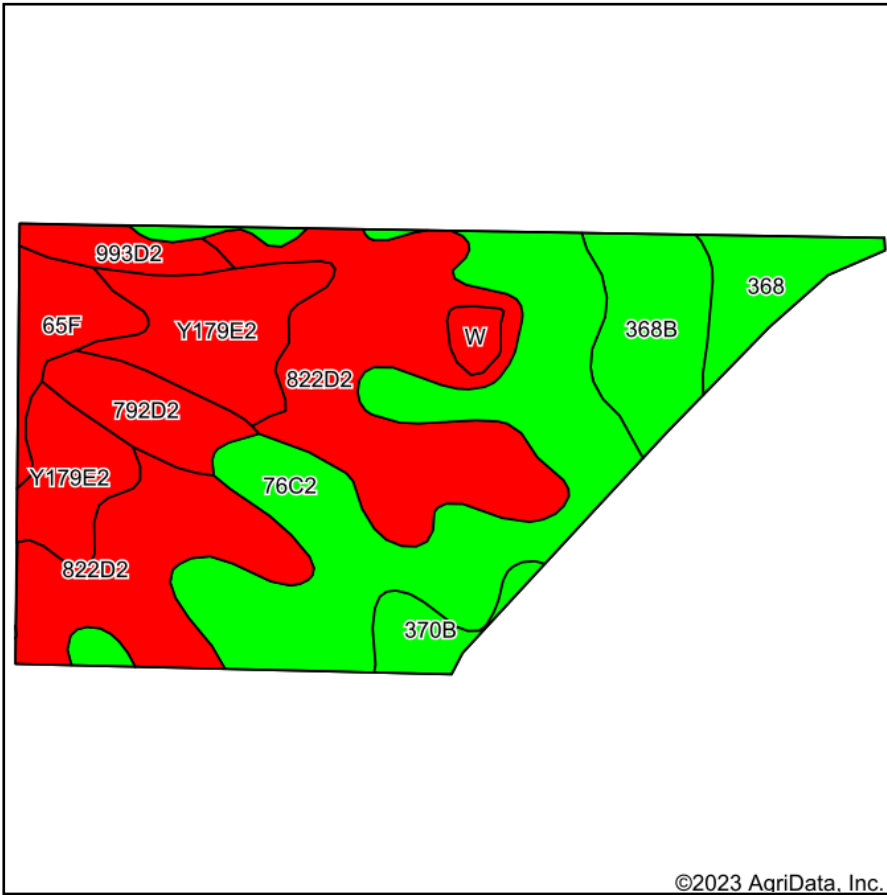 993D2
368
65F
Y179E2
368B
W
822D2
792D2
Y179E2
76C2
822D2
370B
©2023 AgriData, Inc.